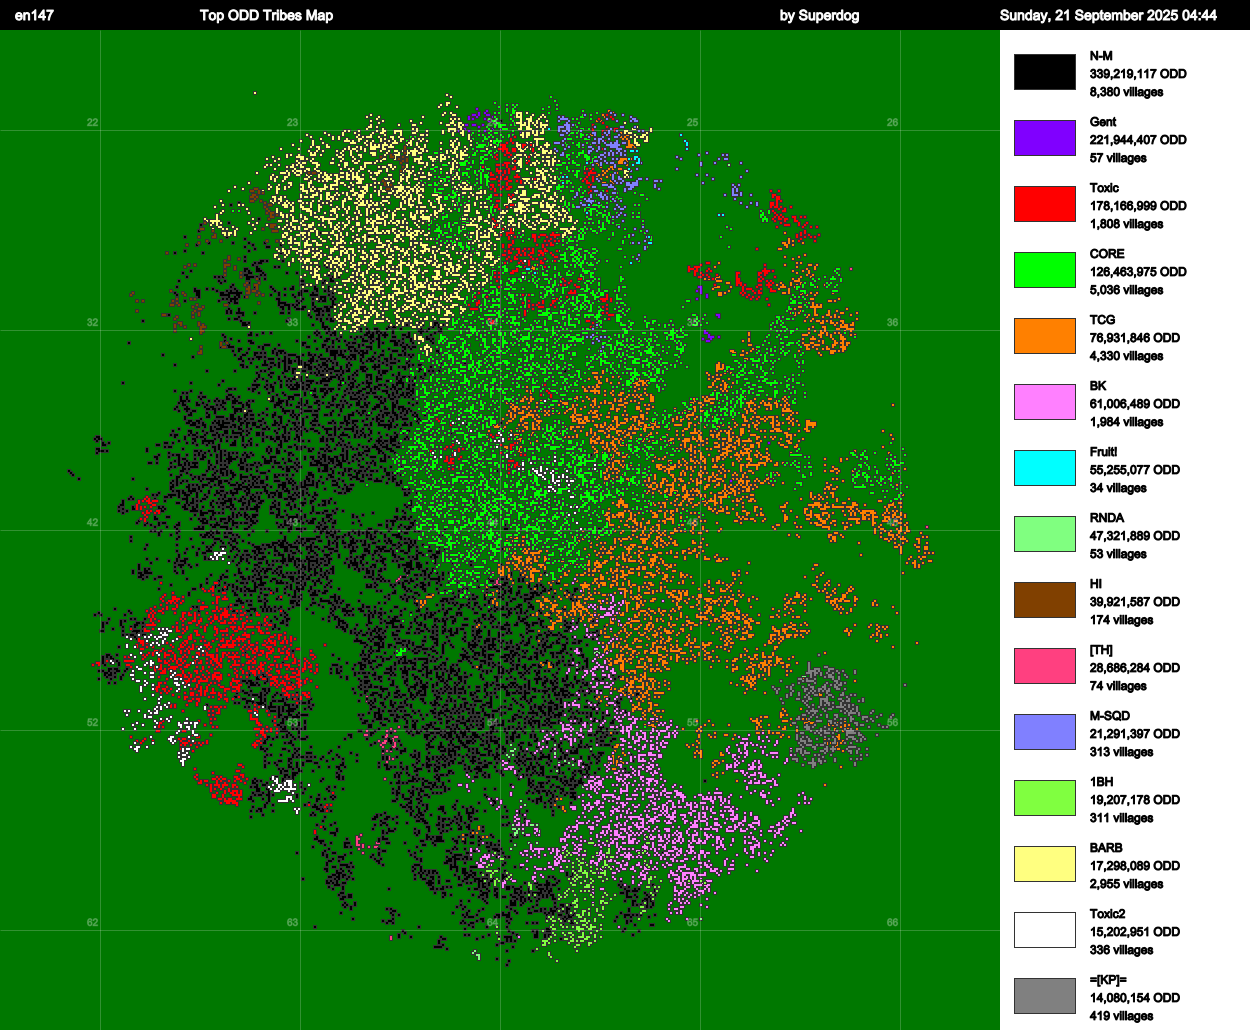 en147 Top ODD Tribes Map by Superdog Sunday, 21 September 2025 04:44
N-M
339,219,117 ODD
8,380 villages
Gent
221,944,407 ODD
57 villages
Toxic
178,166,999 ODD
1,808 villages
CORE
126,463,975 ODD
5,036 villages
TCG
76,931,846 ODD
4,330 villages
BK
61,006,489 ODD
1,984 villages
Fruit!
55,255,077 ODD
34 villages
RNDA
47,321,889 ODD
53 villages
HI
39,921,587 ODD
174 villages
[TH]
28,686,284 ODD
74 villages
M-SQD
21,291,397 ODD
313 villages
1BH
19,207,178 ODD
311 villages
BARB
17,298,089 ODD
2,955 villages
Toxic2
15,202,951 ODD
336 villages
=[KP]=
14,080,154 ODD
419 villages
22 23 25 26
32 33 36
42 43
52 53 55 56
62 63 64 65 66